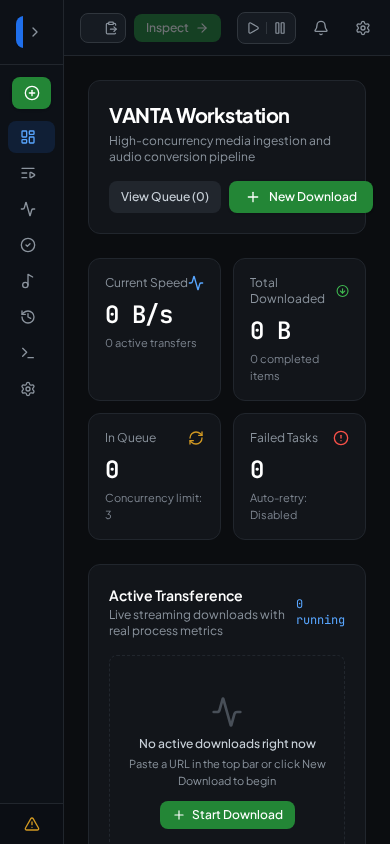 Inspect
VANTA Workstation
High-concurrency media ingestion and
audio conversion pipeline
View Queue (0)
New Download
Current Speed
0 B/s
0 active transfers
Total
Downloaded
0 B
0 completed
items
In Queue
0
Concurrency limit:
3
Failed Tasks
0
Auto-retry:
Disabled
Active Transference
Live streaming downloads with
real process metrics
0
running
No active downloads right now
Paste a URL in the top bar or click New
Download to begin
Start Download